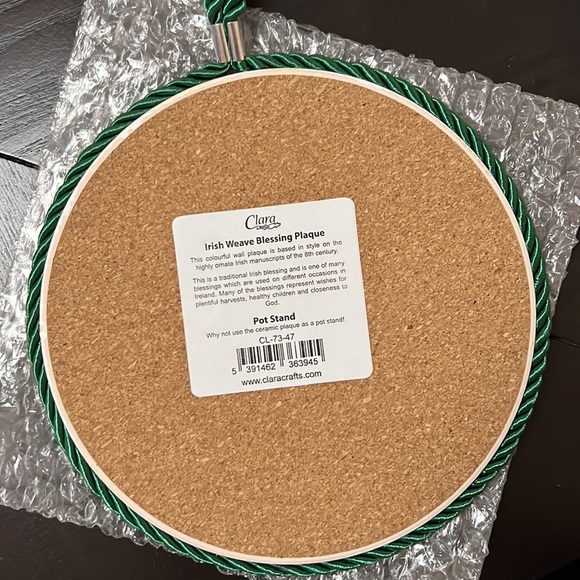 Clara
Irish Weave Blessing Plaque
This colourful wall plaque is based in style on the
highly ornate Irish manuscripts of the 8th century.
This is a traditional Irish blessing and is one of many
blessings which are used on different occasions in
Ireland. Many of the blessings represent wishes for
plentiful harvests, healthy children and closeness to
God.
Pot Stand
Why not use the ceramic plaque as a pot stand!
CL-73-47
5 391462 363945
www.claracrafts.com